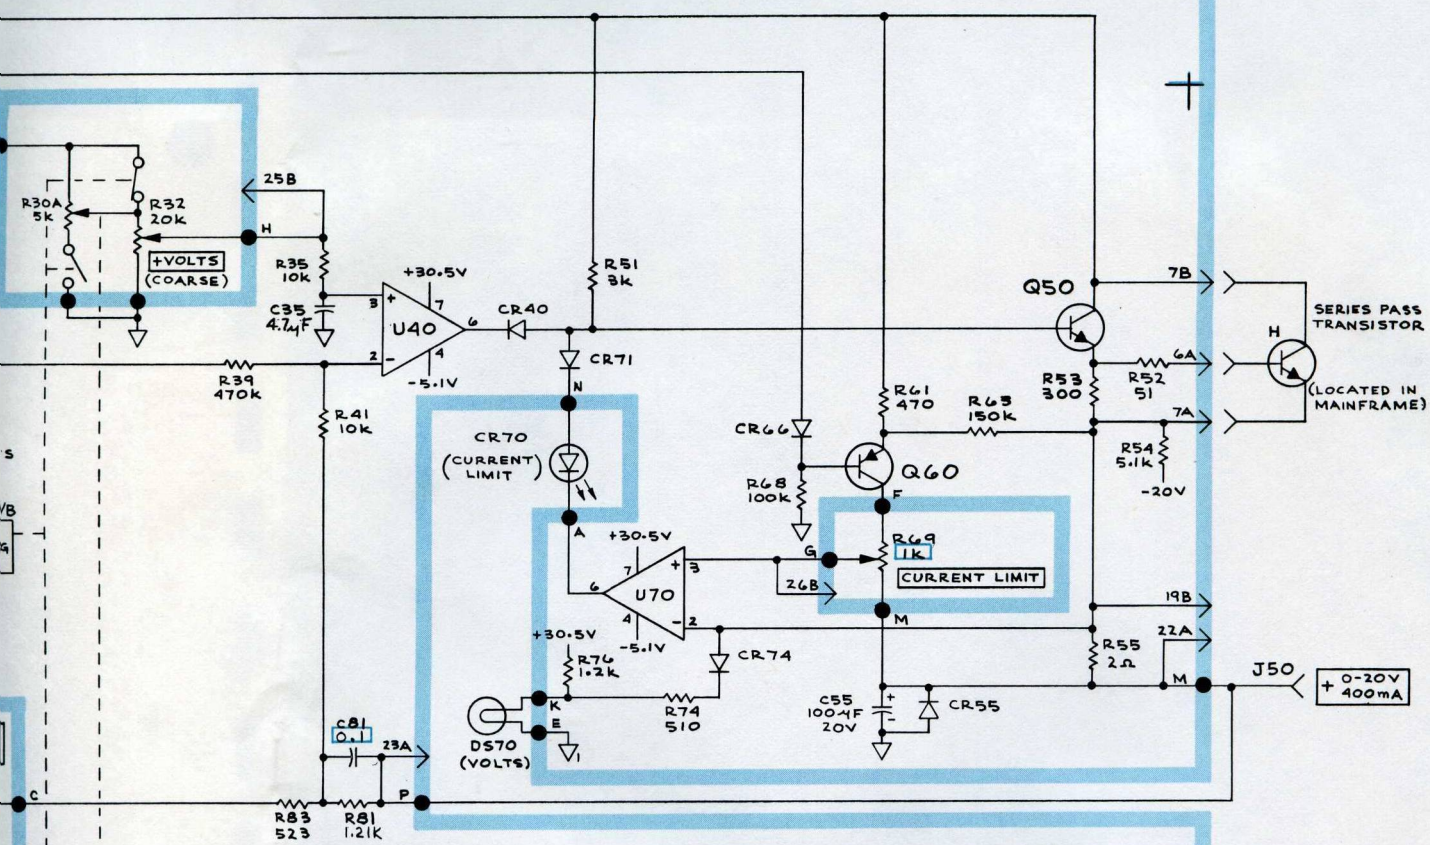 25B
R30A
5K
R32
20K
H
+VOLTS
(COARSE)
R35
10K
+30.5V
3
+
7
C35
4.7µF
U40
6
CR40
R51
3K
2
-
4
-5.1V
CR71
N
Q50
7B
SERIES PASS
TRANSISTOR
H
6A
R53
300
R52
51
(LOCATED IN
MAINFRAME)
7A
R54
5.1K
-20V
R39
470K
R41
10K
R61
470
R65
150K
CR66
Q60
R68
100K
CR70
(CURRENT
LIMIT)
A
S
F
+30.5V
7
+
3
6
U70
4
-
2
-5.1V
G
26B
R69
1K
CURRENT LIMIT
M
19B
22A
R55
2Ω
M
J50
+ 0-20V
400mA
+30.5V
R76
1.2K
CR74
K
R74
510
E
1
DS70
(VOLTS)
C55
100µF
20V
+
-
CR55
C81
0.1
23A
C
P
R83
523
R81
1.21K